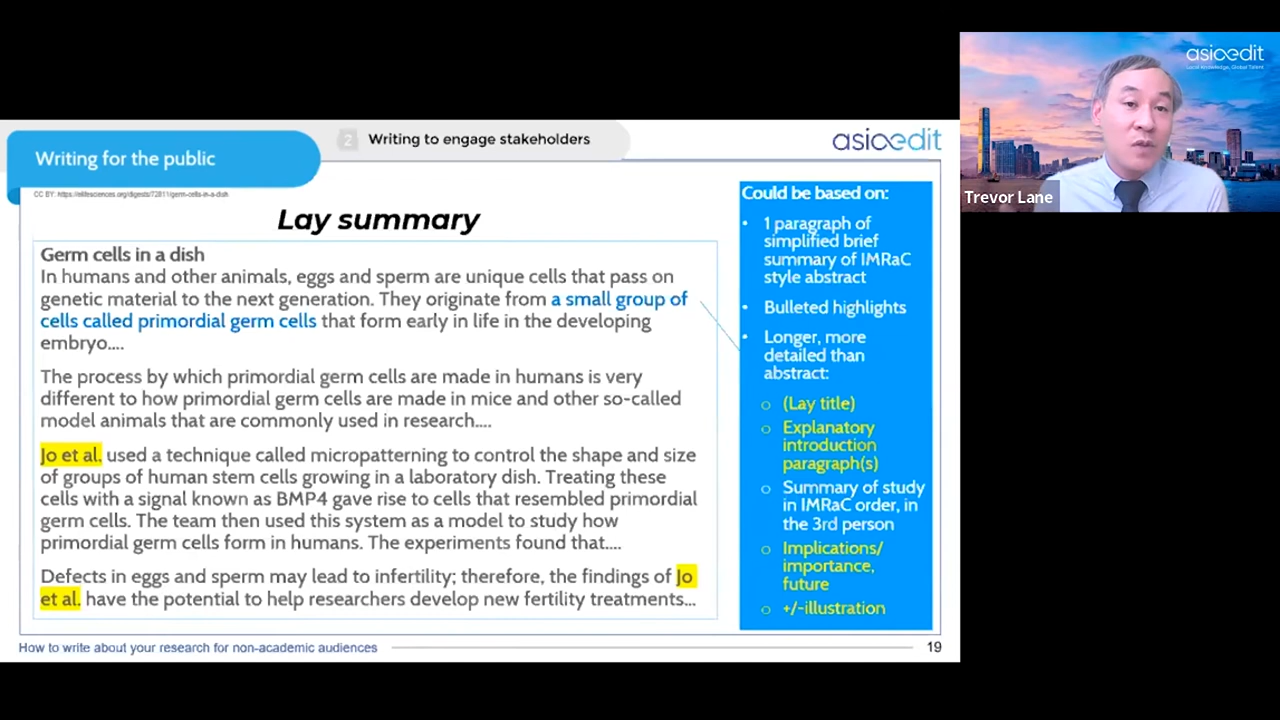 Writing for the public
2 Writing to engage stakeholders
asiaedit
CC BY: https://elifesciences.org/digests/72811/germ-cells-in-a-dish
Lay summary
Germ cells in a dish
In humans and other animals, eggs and sperm are unique cells that pass on
genetic material to the next generation. They originate from a small group of
cells called primordial germ cells that form early in life in the developing
embryo....
The process by which primordial germ cells are made in humans is very
different to how primordial germ cells are made in mice and other so-called
model animals that are commonly used in research....
Jo et al. used a technique called micropatterning to control the shape and size
of groups of human stem cells growing in a laboratory dish. Treating these
cells with a signal known as BMP4 gave rise to cells that resembled primordial
germ cells. The team then used this system as a model to study how
primordial germ cells form in humans. The experiments found that....
Defects in eggs and sperm may lead to infertility; therefore, the findings of Jo
et al. have the potential to help researchers develop new fertility treatments...
Could be based on:
• 1 paragraph of
simplified brief
summary of IMRaC
style abstract
• Bulleted highlights
• Longer, more
detailed than
abstract:
o (Lay title)
o Explanatory
introduction
paragraph(s)
o Summary of study
in IMRaC order, in
the 3rd person
o Implications/
importance,
future
o +/-illustration
How to write about your research for non-academic audiences
19
asiaedit
Local Knowledge, Global Talent
Trevor Lane